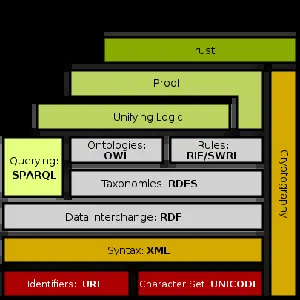 Trust
Proof
Unifying Logic
Ontologies:
OWL
Rules:
RIF/SWRL
Querying:
SPARQL
Taxonomies: RDFS
Cryptography
Data interchange: RDF
Syntax: XML
Identifiers: URI
Character Set: UNICODE